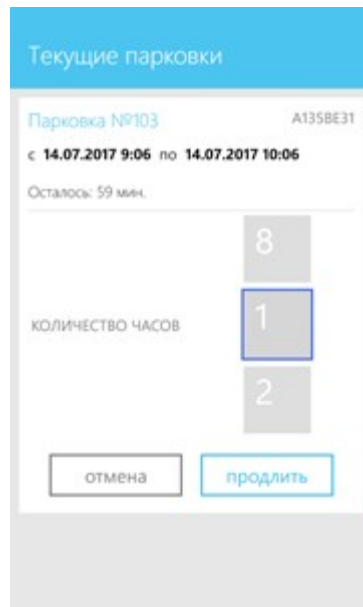 Текущие парковки
Парковка №103 А135ВЕ31
с 14.07.2017 9:06 по 14.07.2017 10:06
Осталось: 59 мин.
8
КОЛИЧЕСТВО ЧАСОВ 1
2
отмена продлить